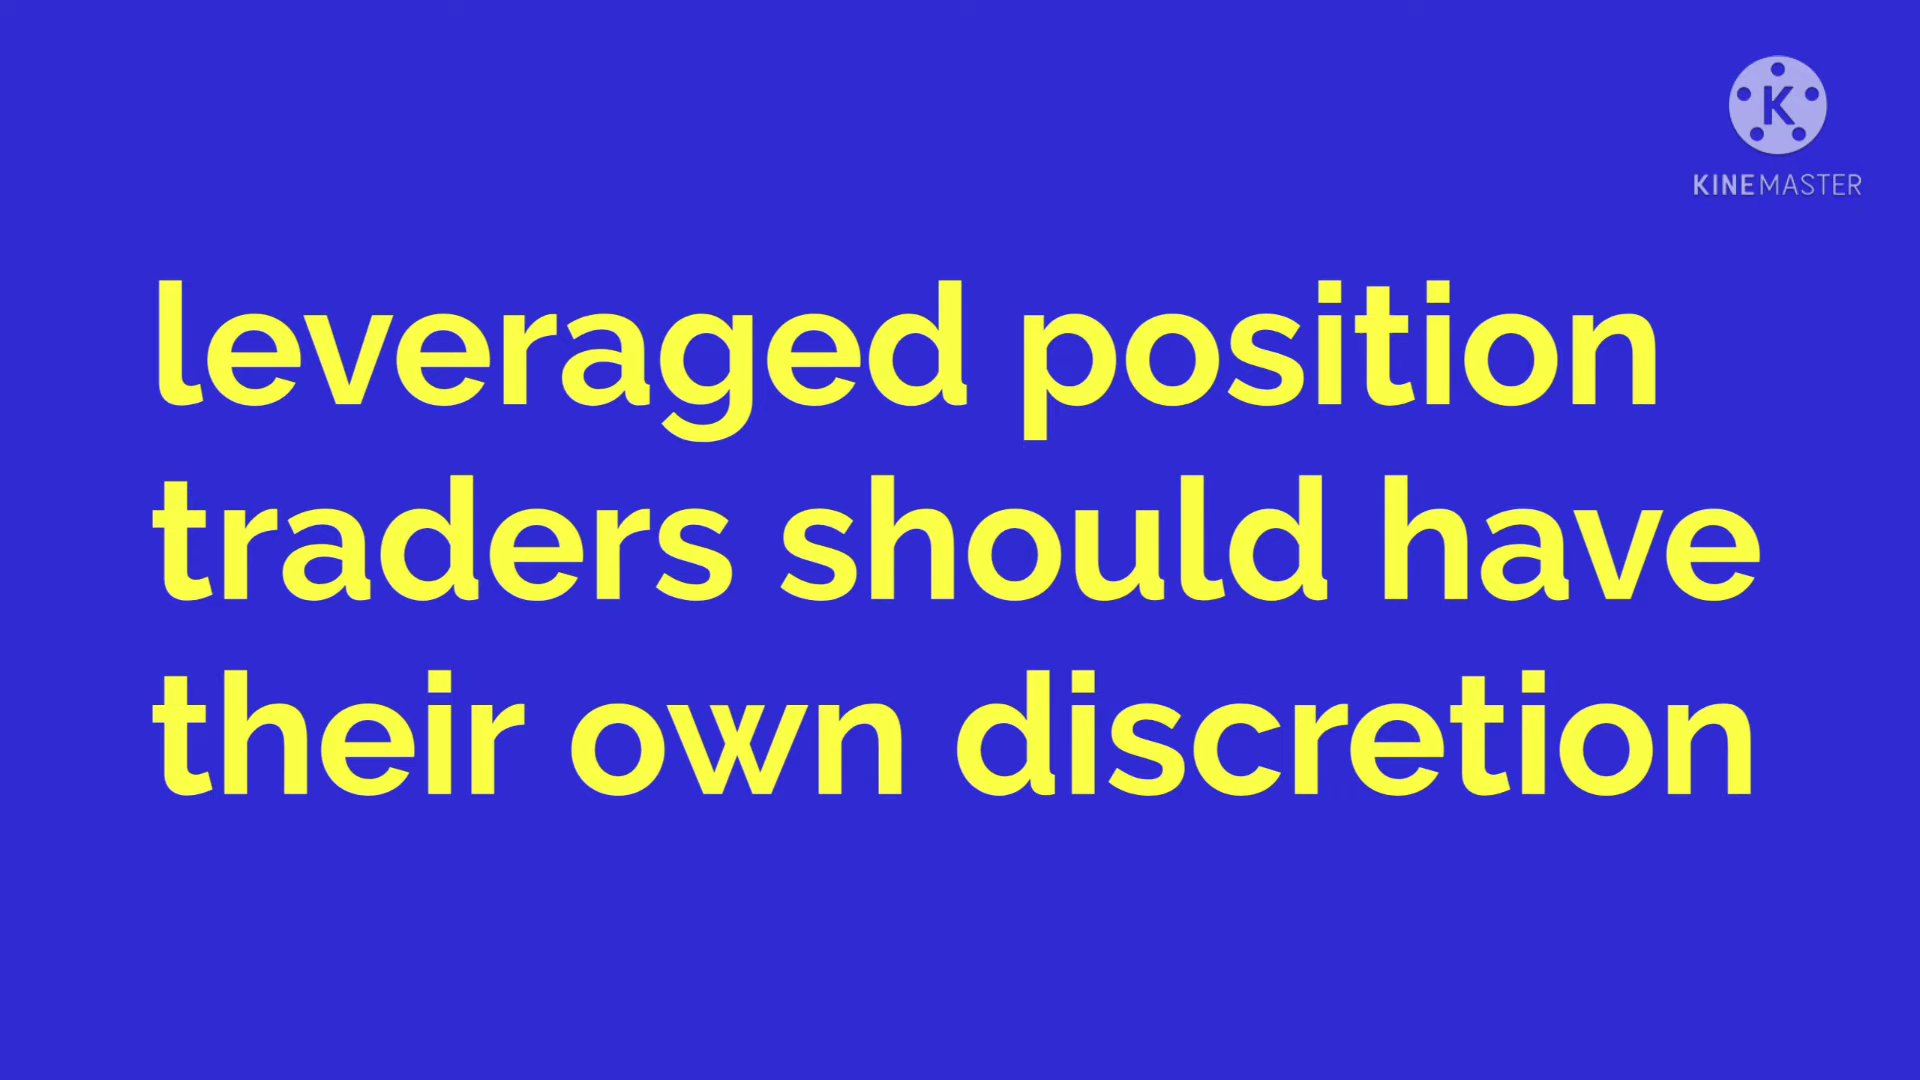 K
KINEMASTER
leveraged position
traders should have
their own discretion